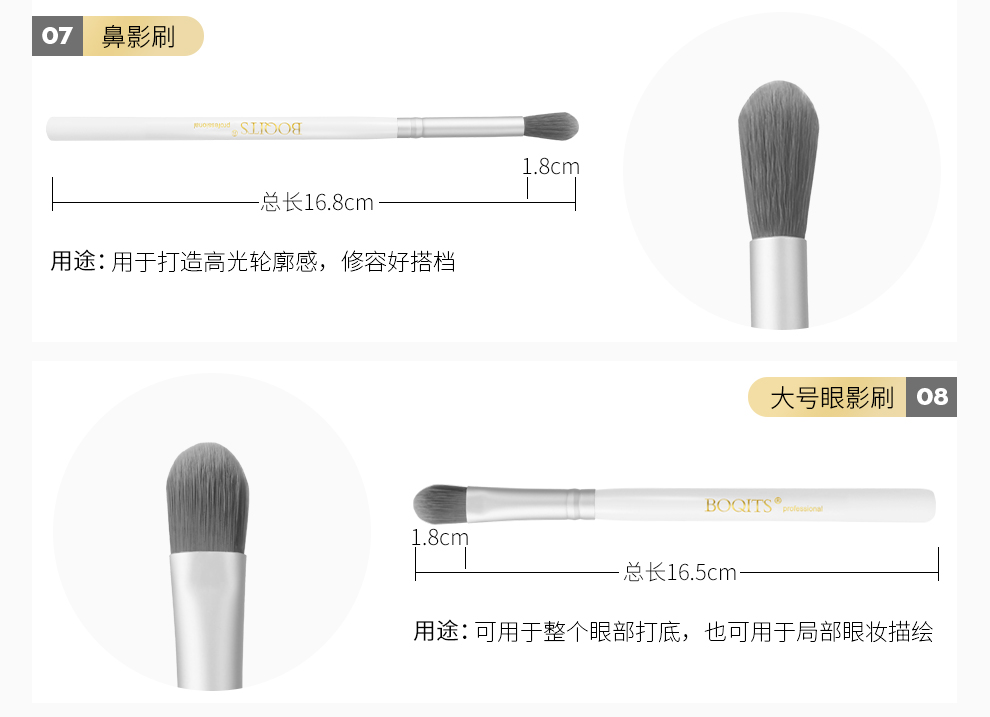 07 鼻影刷
BOQITS® professional
1.8cm
总长16.8cm
用途：用于打造高光轮廓感，修容好搭档
大号眼影刷 08
BOQITS® professional
1.8cm
总长16.5cm
用途：可用于整个眼部打底，也可用于局部眼妆描绘